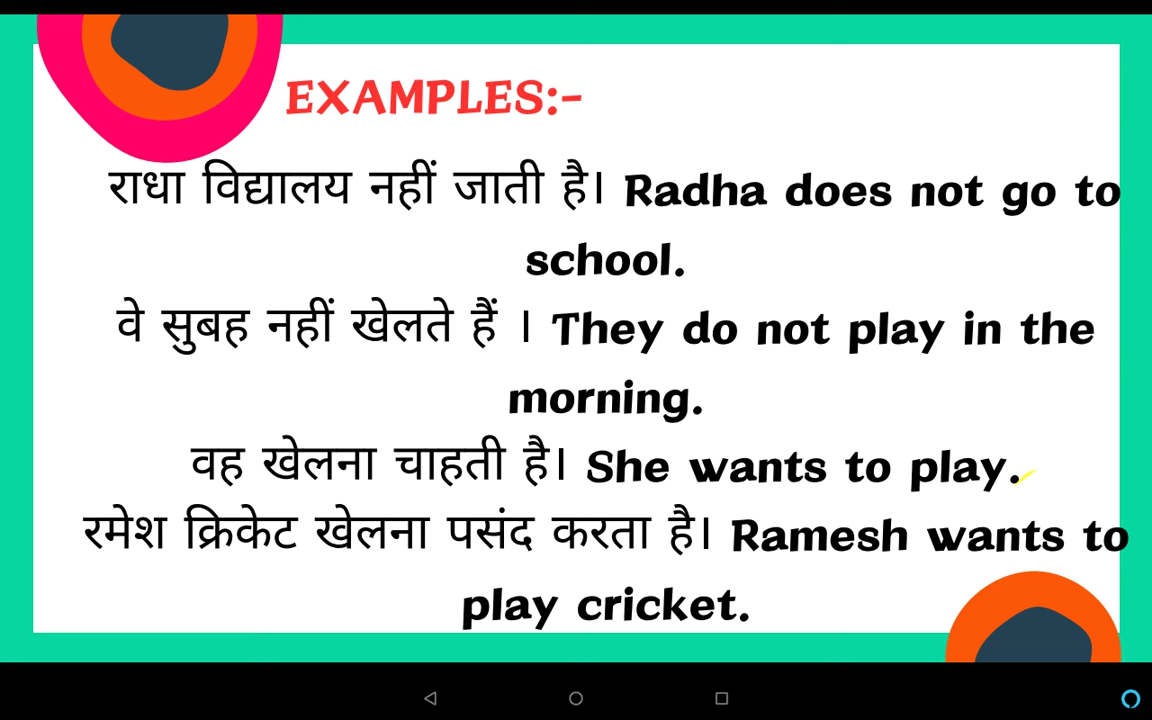 EXAMPLES:-
राधा विद्यालय नहीं जाती है। Radha does not go to
school.
वे सुबह नहीं खेलते हैं । They do not play in the
morning.
वह खेलना चाहती है। She wants to play.
रमेश क्रिकेट खेलना पसंद करता है। Ramesh wants to
play cricket.